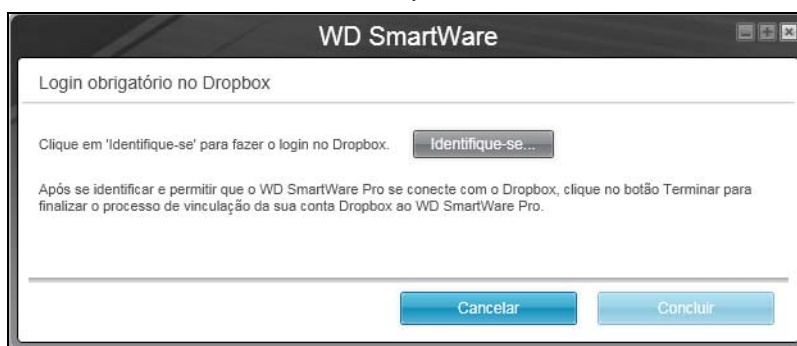 WD SmartWare
Login obrigatório no Dropbox
Clique em 'Identifique-se' para fazer o login no Dropbox.
Identifique-se...
Após se identificar e permitir que o WD SmartWare Pro se conecte com o Dropbox, clique no botão Terminar para
finalizar o processo de vinculação da sua conta Dropbox ao WD SmartWare Pro.
Cancelar
Concluir